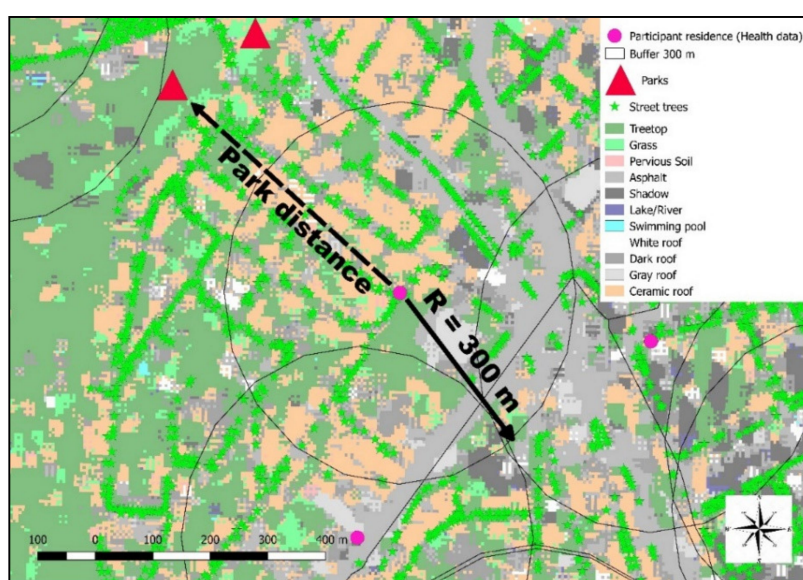 Participant residence (Health data)
Buffer 300 m
Parks
Street trees
Treetop
Grass
Pervious Soil
Asphalt
Shadow
Lake/River
Swimming pool
White roof
Dark roof
Gray roof
Ceramic roof
Park distance
R = 300 m
100 0 100 200 300 400 m